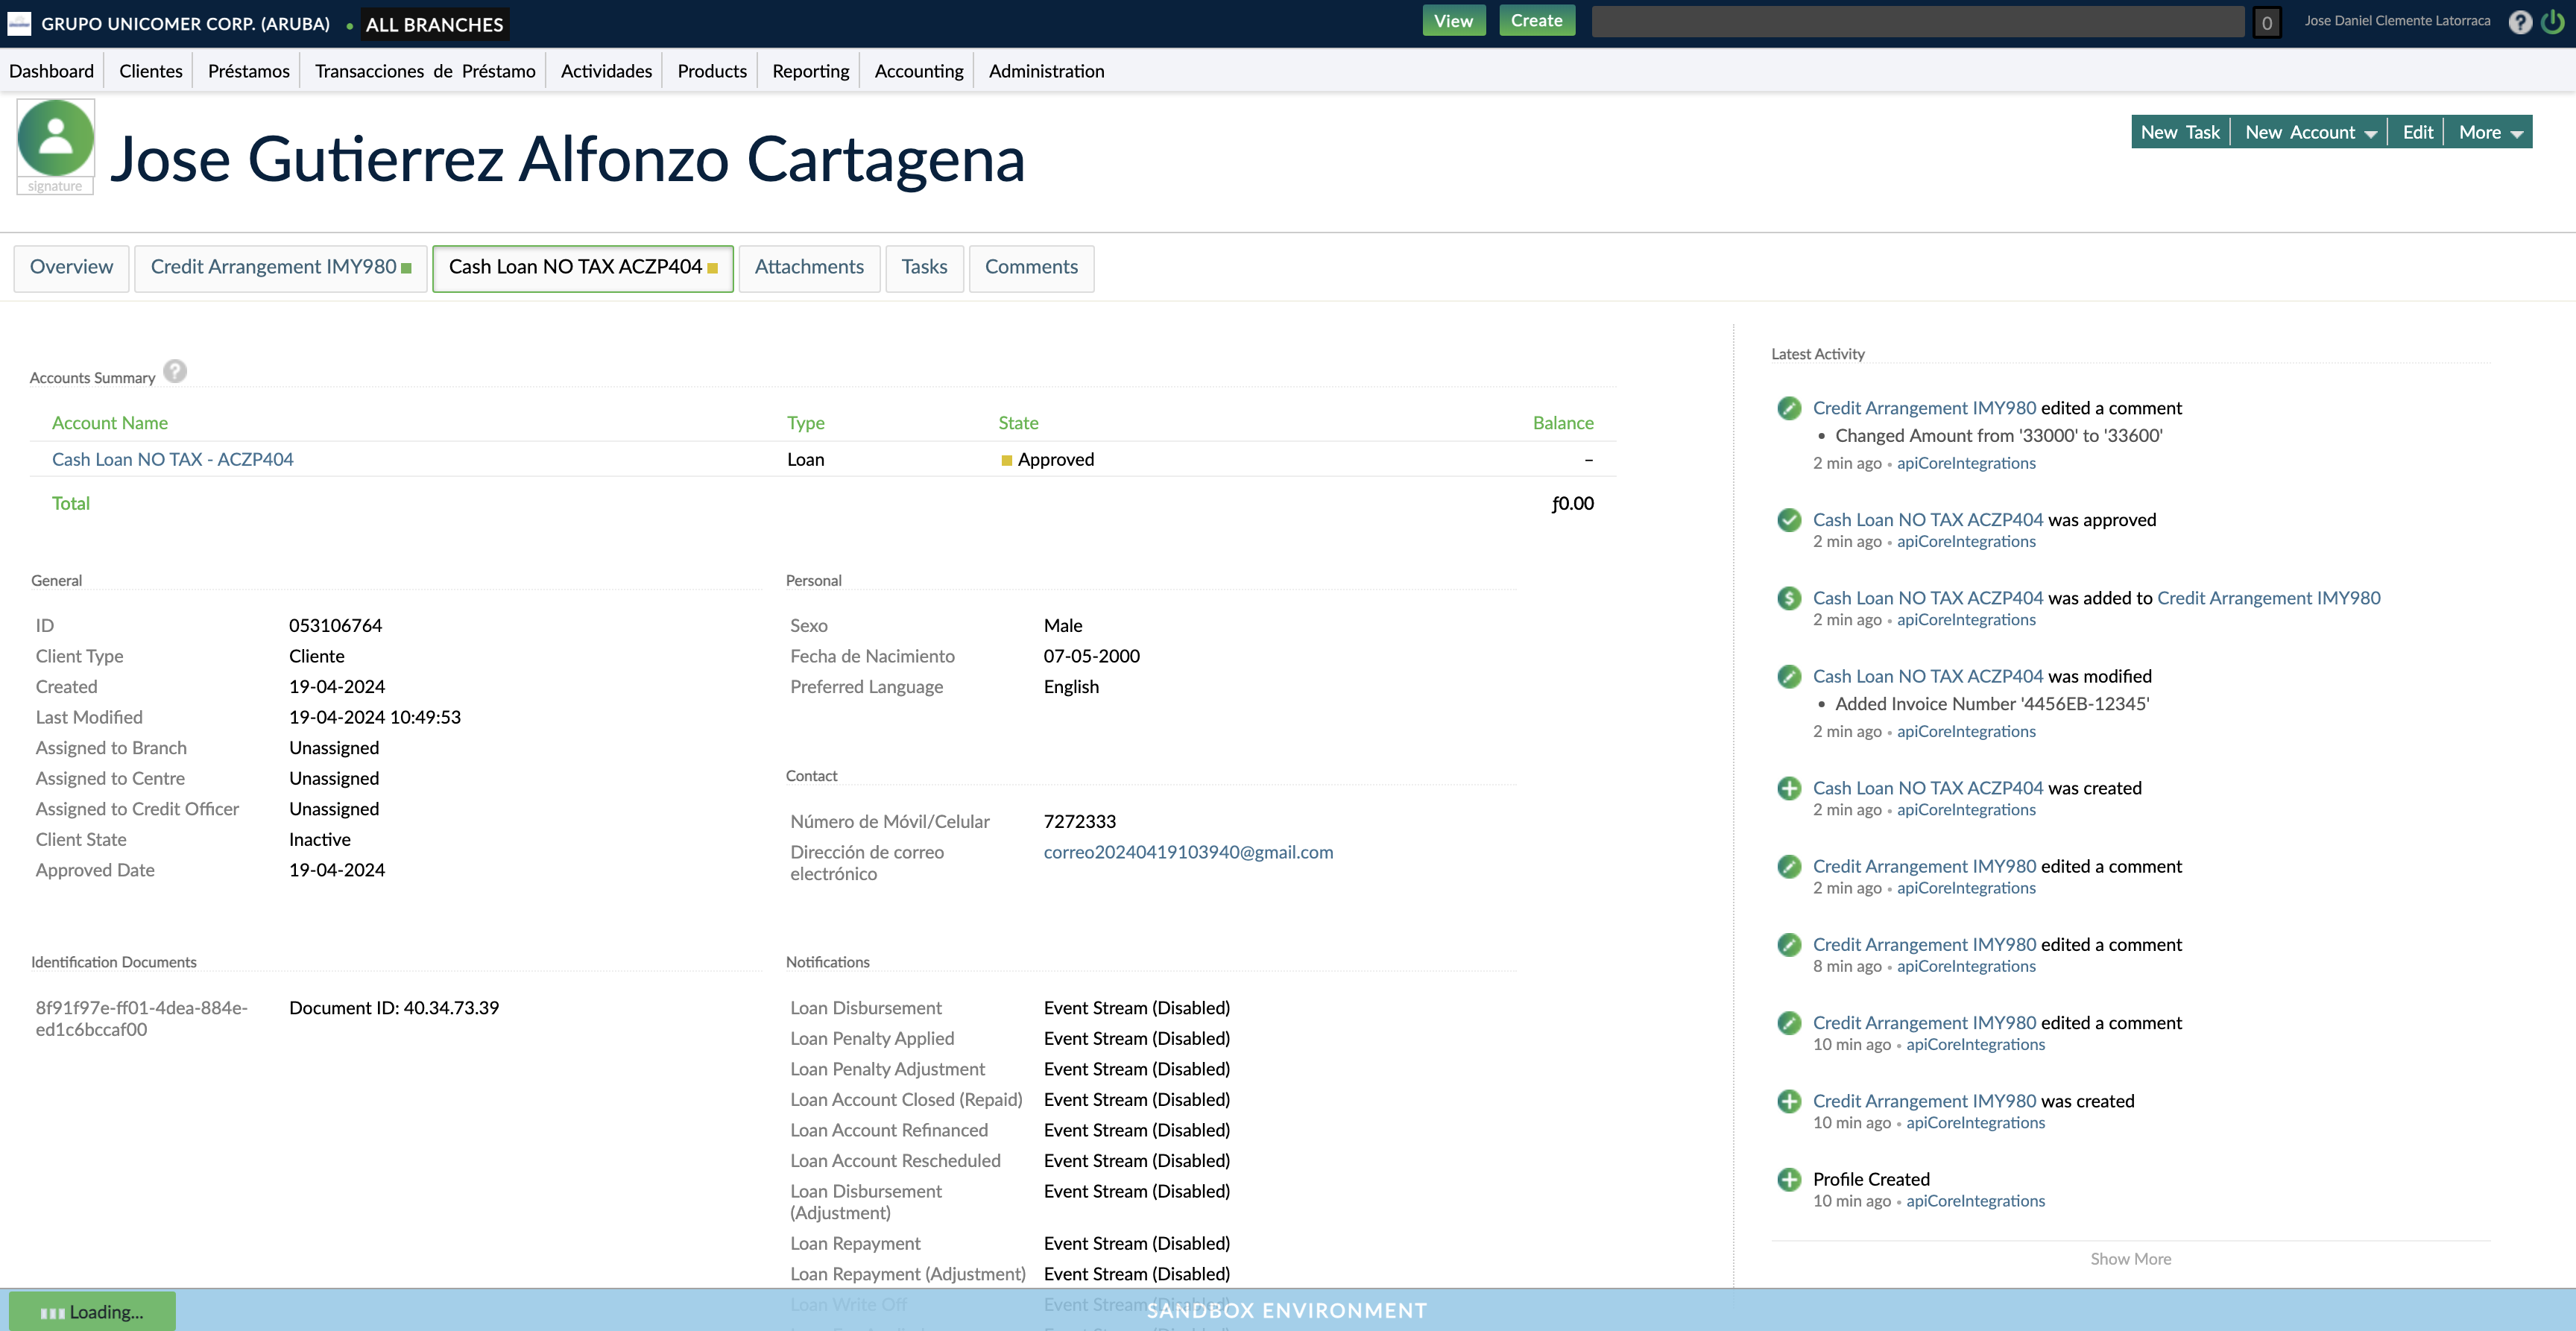 GRUPO UNICOMER CORP. (ARUBA) • ALL BRANCHES
View Create 0 Jose Daniel Clemente Latorraca ?
Dashboard Clientes Préstamos Transacciones de Préstamo Actividades Products Reporting Accounting Administration
signature
Jose Gutierrez Alfonzo Cartagena
New Task New Account Edit More
Overview Credit Arrangement IMY980 Cash Loan NO TAX ACZP404 Attachments Tasks Comments
Accounts Summary ?
Account Name Type State Balance
Cash Loan NO TAX - ACZP404 Loan Approved –
Total ƒ0.00
General
ID 053106764
Client Type Cliente
Created 19-04-2024
Last Modified 19-04-2024 10:49:53
Assigned to Branch Unassigned
Assigned to Centre Unassigned
Assigned to Credit Officer Unassigned
Client State Inactive
Approved Date 19-04-2024
Identification Documents
8f91f97e-ff01-4dea-884e- Document ID: 40.34.73.39
ed1c6bccaf00
Personal
Sexo Male
Fecha de Nacimiento 07-05-2000
Preferred Language English
Contact
Número de Móvil/Celular 7272333
Dirección de correo correo20240419103940@gmail.com
electrónico
Notifications
Loan Disbursement Event Stream (Disabled)
Loan Penalty Applied Event Stream (Disabled)
Loan Penalty Adjustment Event Stream (Disabled)
Loan Account Closed (Repaid) Event Stream (Disabled)
Loan Account Refinanced Event Stream (Disabled)
Loan Account Rescheduled Event Stream (Disabled)
Loan Disbursement Event Stream (Disabled)
(Adjustment)
Loan Repayment Event Stream (Disabled)
Loan Repayment (Adjustment) Event Stream (Disabled)
Loan Write Off Event Stream (Disabled)
Latest Activity
Credit Arrangement IMY980 edited a comment
• Changed Amount from '33000' to '33600'
2 min ago • apiCoreIntegrations
Cash Loan NO TAX ACZP404 was approved
2 min ago • apiCoreIntegrations
Cash Loan NO TAX ACZP404 was added to Credit Arrangement IMY980
2 min ago • apiCoreIntegrations
Cash Loan NO TAX ACZP404 was modified
• Added Invoice Number '4456EB-12345'
2 min ago • apiCoreIntegrations
Cash Loan NO TAX ACZP404 was created
2 min ago • apiCoreIntegrations
Credit Arrangement IMY980 edited a comment
2 min ago • apiCoreIntegrations
Credit Arrangement IMY980 edited a comment
8 min ago • apiCoreIntegrations
Credit Arrangement IMY980 edited a comment
10 min ago • apiCoreIntegrations
Credit Arrangement IMY980 was created
10 min ago • apiCoreIntegrations
Profile Created
10 min ago • apiCoreIntegrations
Show More
Loading...
SANDBOX ENVIRONMENT